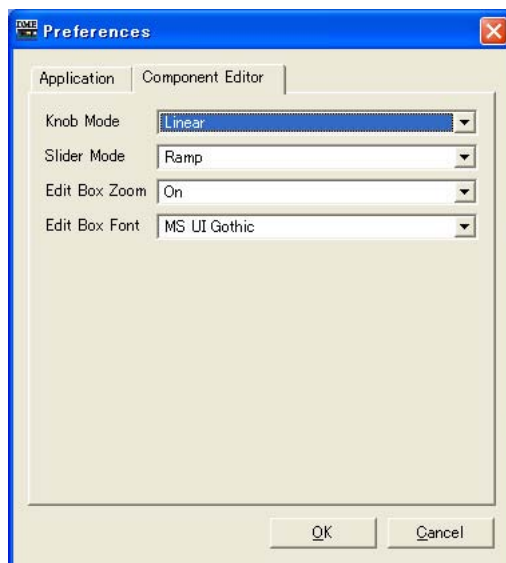 DME
Preferences
Application
Component Editor
Knob Mode
Linear
Slider Mode
Ramp
Edit Box Zoom
On
Edit Box Font
MS UI Gothic
OK
Cancel